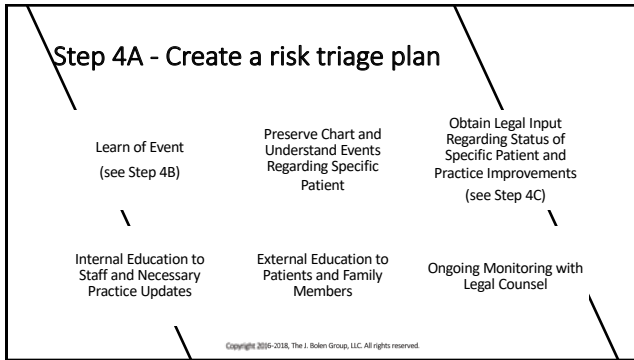 Step 4A - Create a risk triage plan
Learn of Event
(see Step 4B)
Preserve Chart and
Understand Events
Regarding Specific
Patient
Obtain Legal Input
Regarding Status of
Specific Patient and
Practice Improvements
(see Step 4C)
Internal Education to
Staff and Necessary
Practice Updates
External Education to
Patients and Family
Members
Ongoing Monitoring with
Legal Counsel
Copyright 2016-2018, The J. Bolen Group, LLC. All rights reserved.